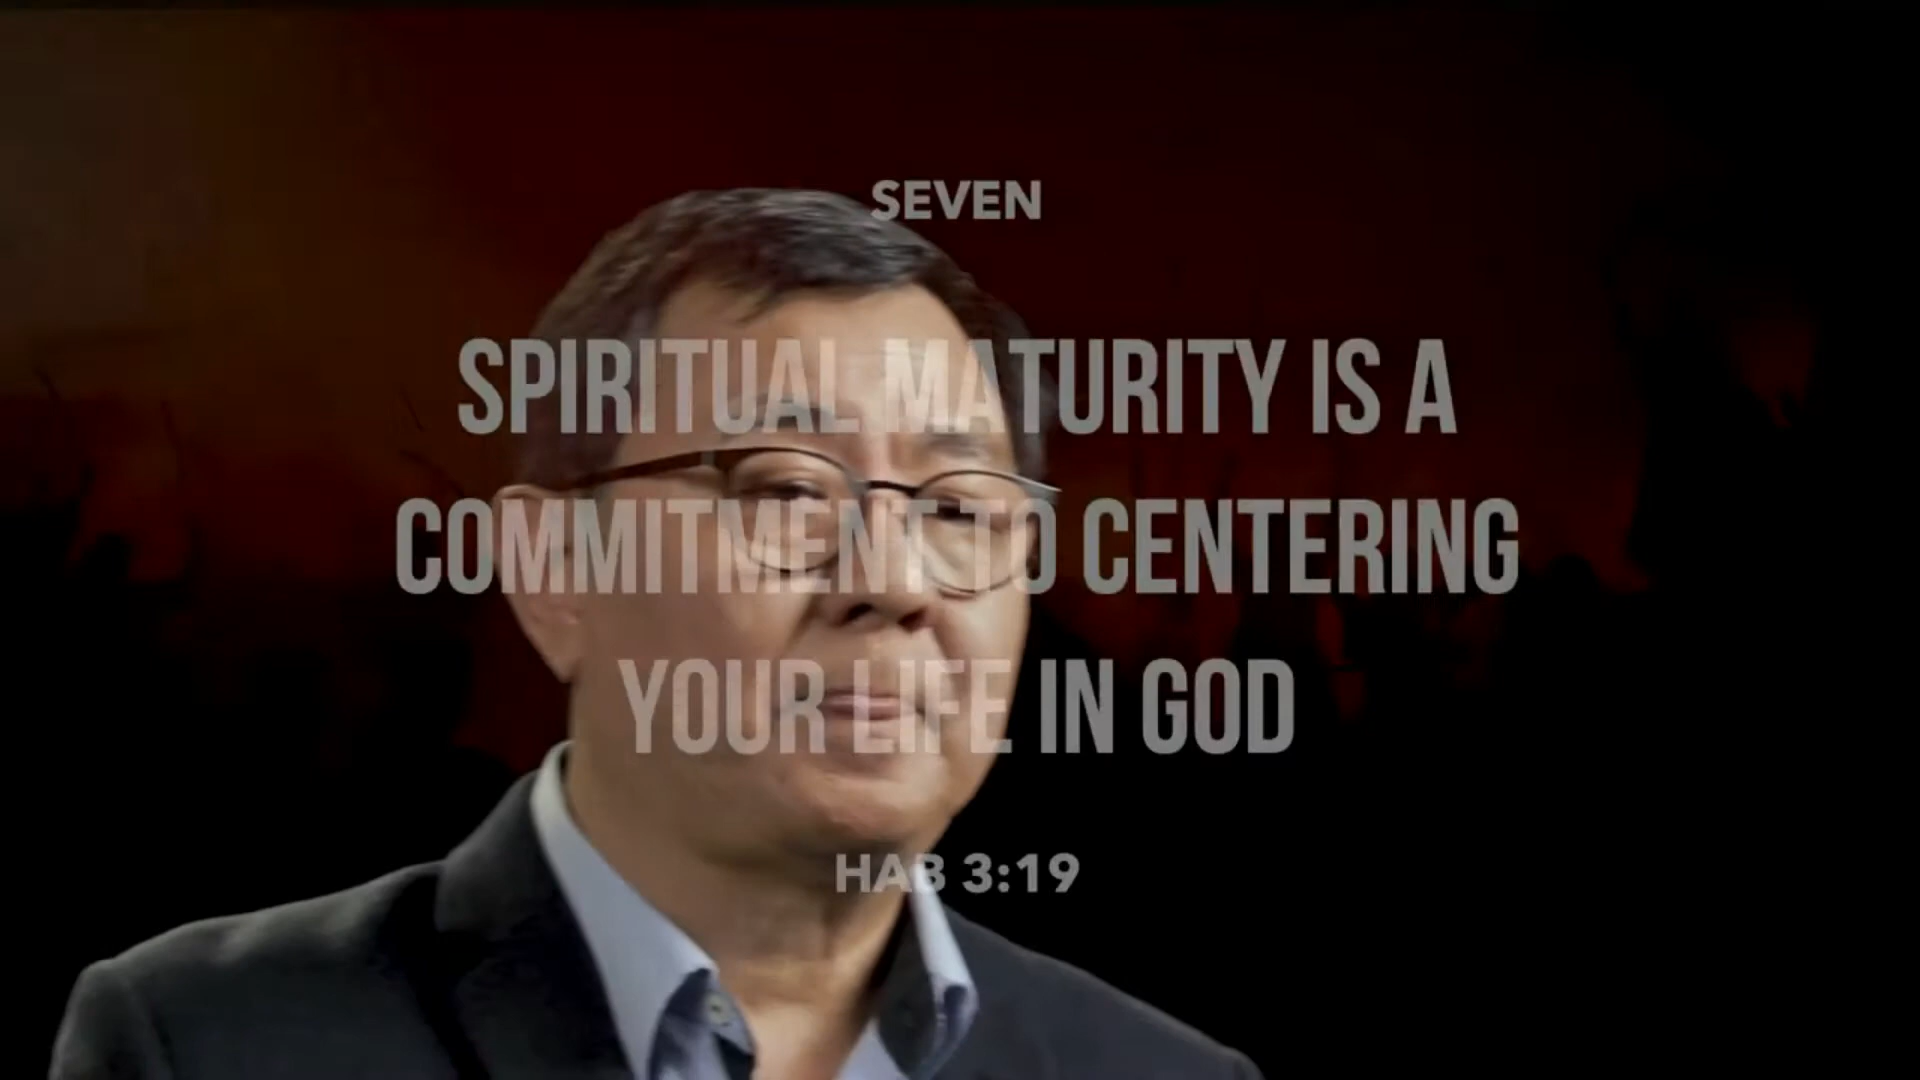 SEVEN
SPIRITUAL MATURITY IS A
COMMITMENT TO CENTERING
YOUR LIFE IN GOD
HAB 3:19